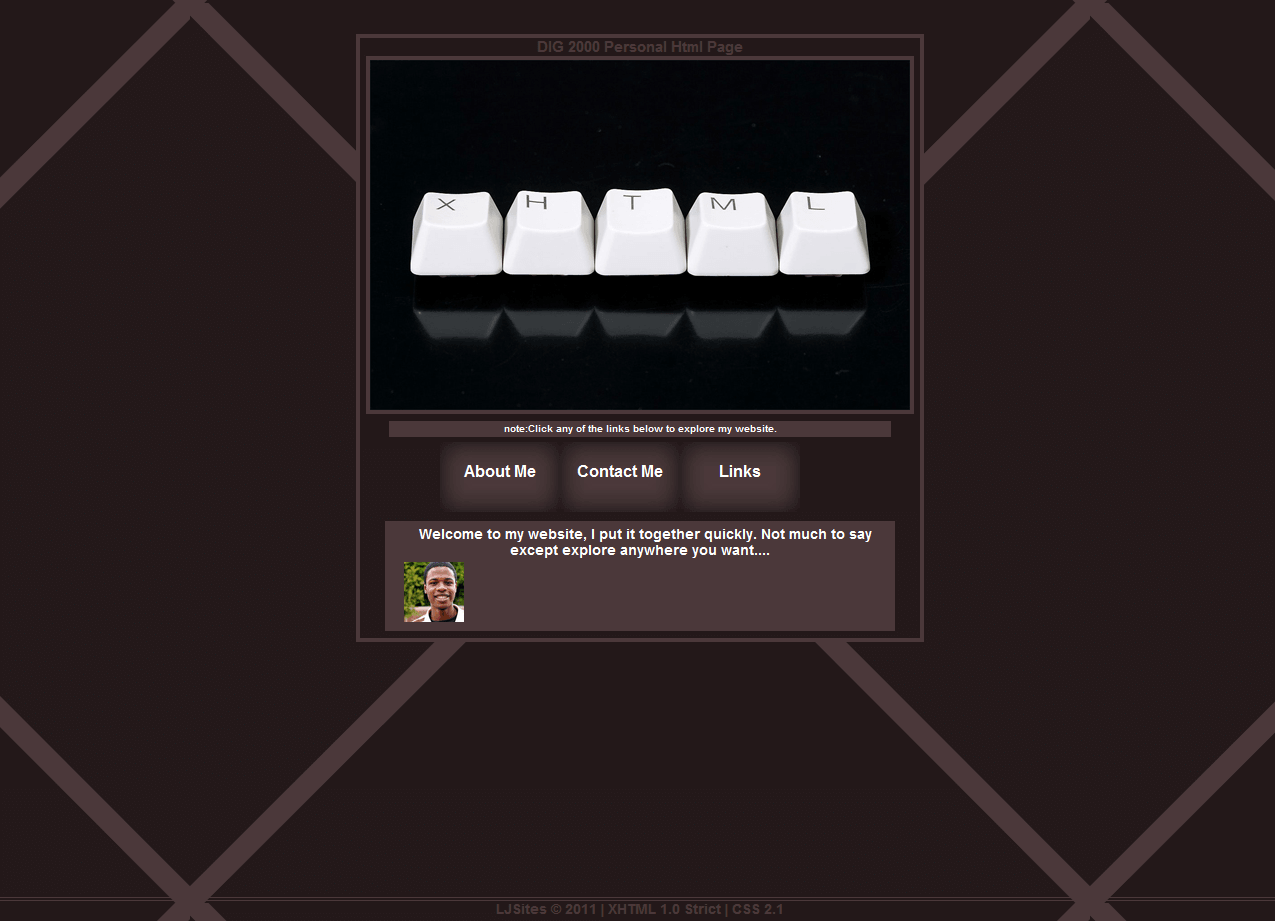 DIG 2000 Personal Html Page
X H T M L
note:Click any of the links below to explore my website.
About Me Contact Me Links
Welcome to my website, I put it together quickly. Not much to say
except explore anywhere you want....
LJSites © 2011 | XHTML 1.0 Strict | CSS 2.1